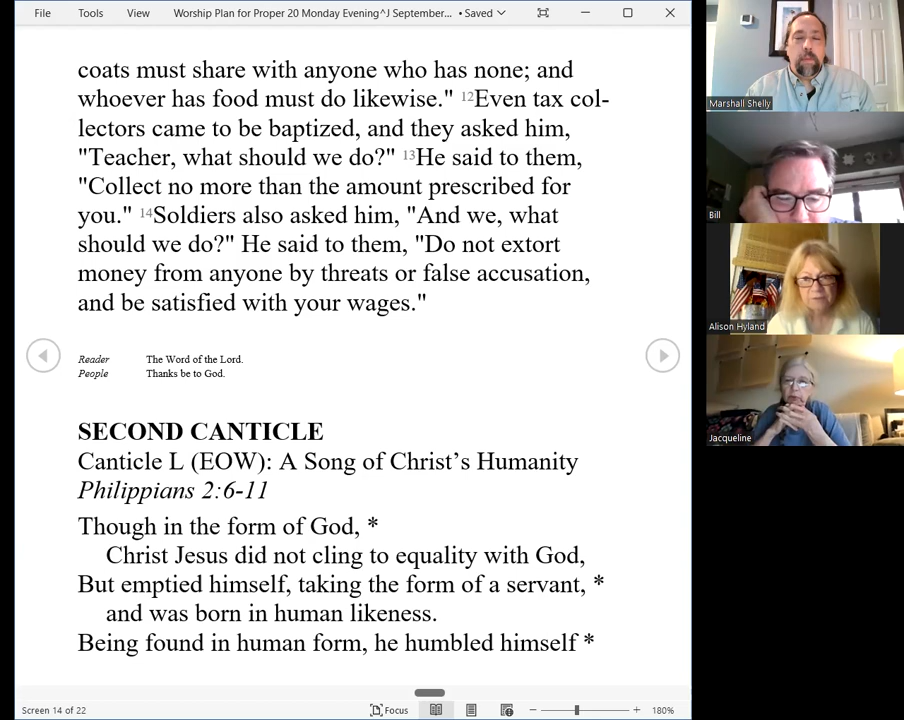 File Tools View Worship Plan for Proper 20 Monday Evening^J September... • Saved
coats must share with anyone who has none; and
whoever has food must do likewise." 12Even tax col-
lectors came to be baptized, and they asked him,
"Teacher, what should we do?" 13He said to them,
"Collect no more than the amount prescribed for
you." 14Soldiers also asked him, "And we, what
should we do?" He said to them, "Do not extort
money from anyone by threats or false accusation,
and be satisfied with your wages."
Reader The Word of the Lord.
People Thanks be to God.
SECOND CANTICLE
Canticle L (EOW): A Song of Christ's Humanity
Philippians 2:6-11
Though in the form of God, *
Christ Jesus did not cling to equality with God,
But emptied himself, taking the form of a servant, *
and was born in human likeness.
Being found in human form, he humbled himself *
Screen 14 of 22 Focus 180%
Marshall Shelly
Bill
Alison Hyland
Jacqueline